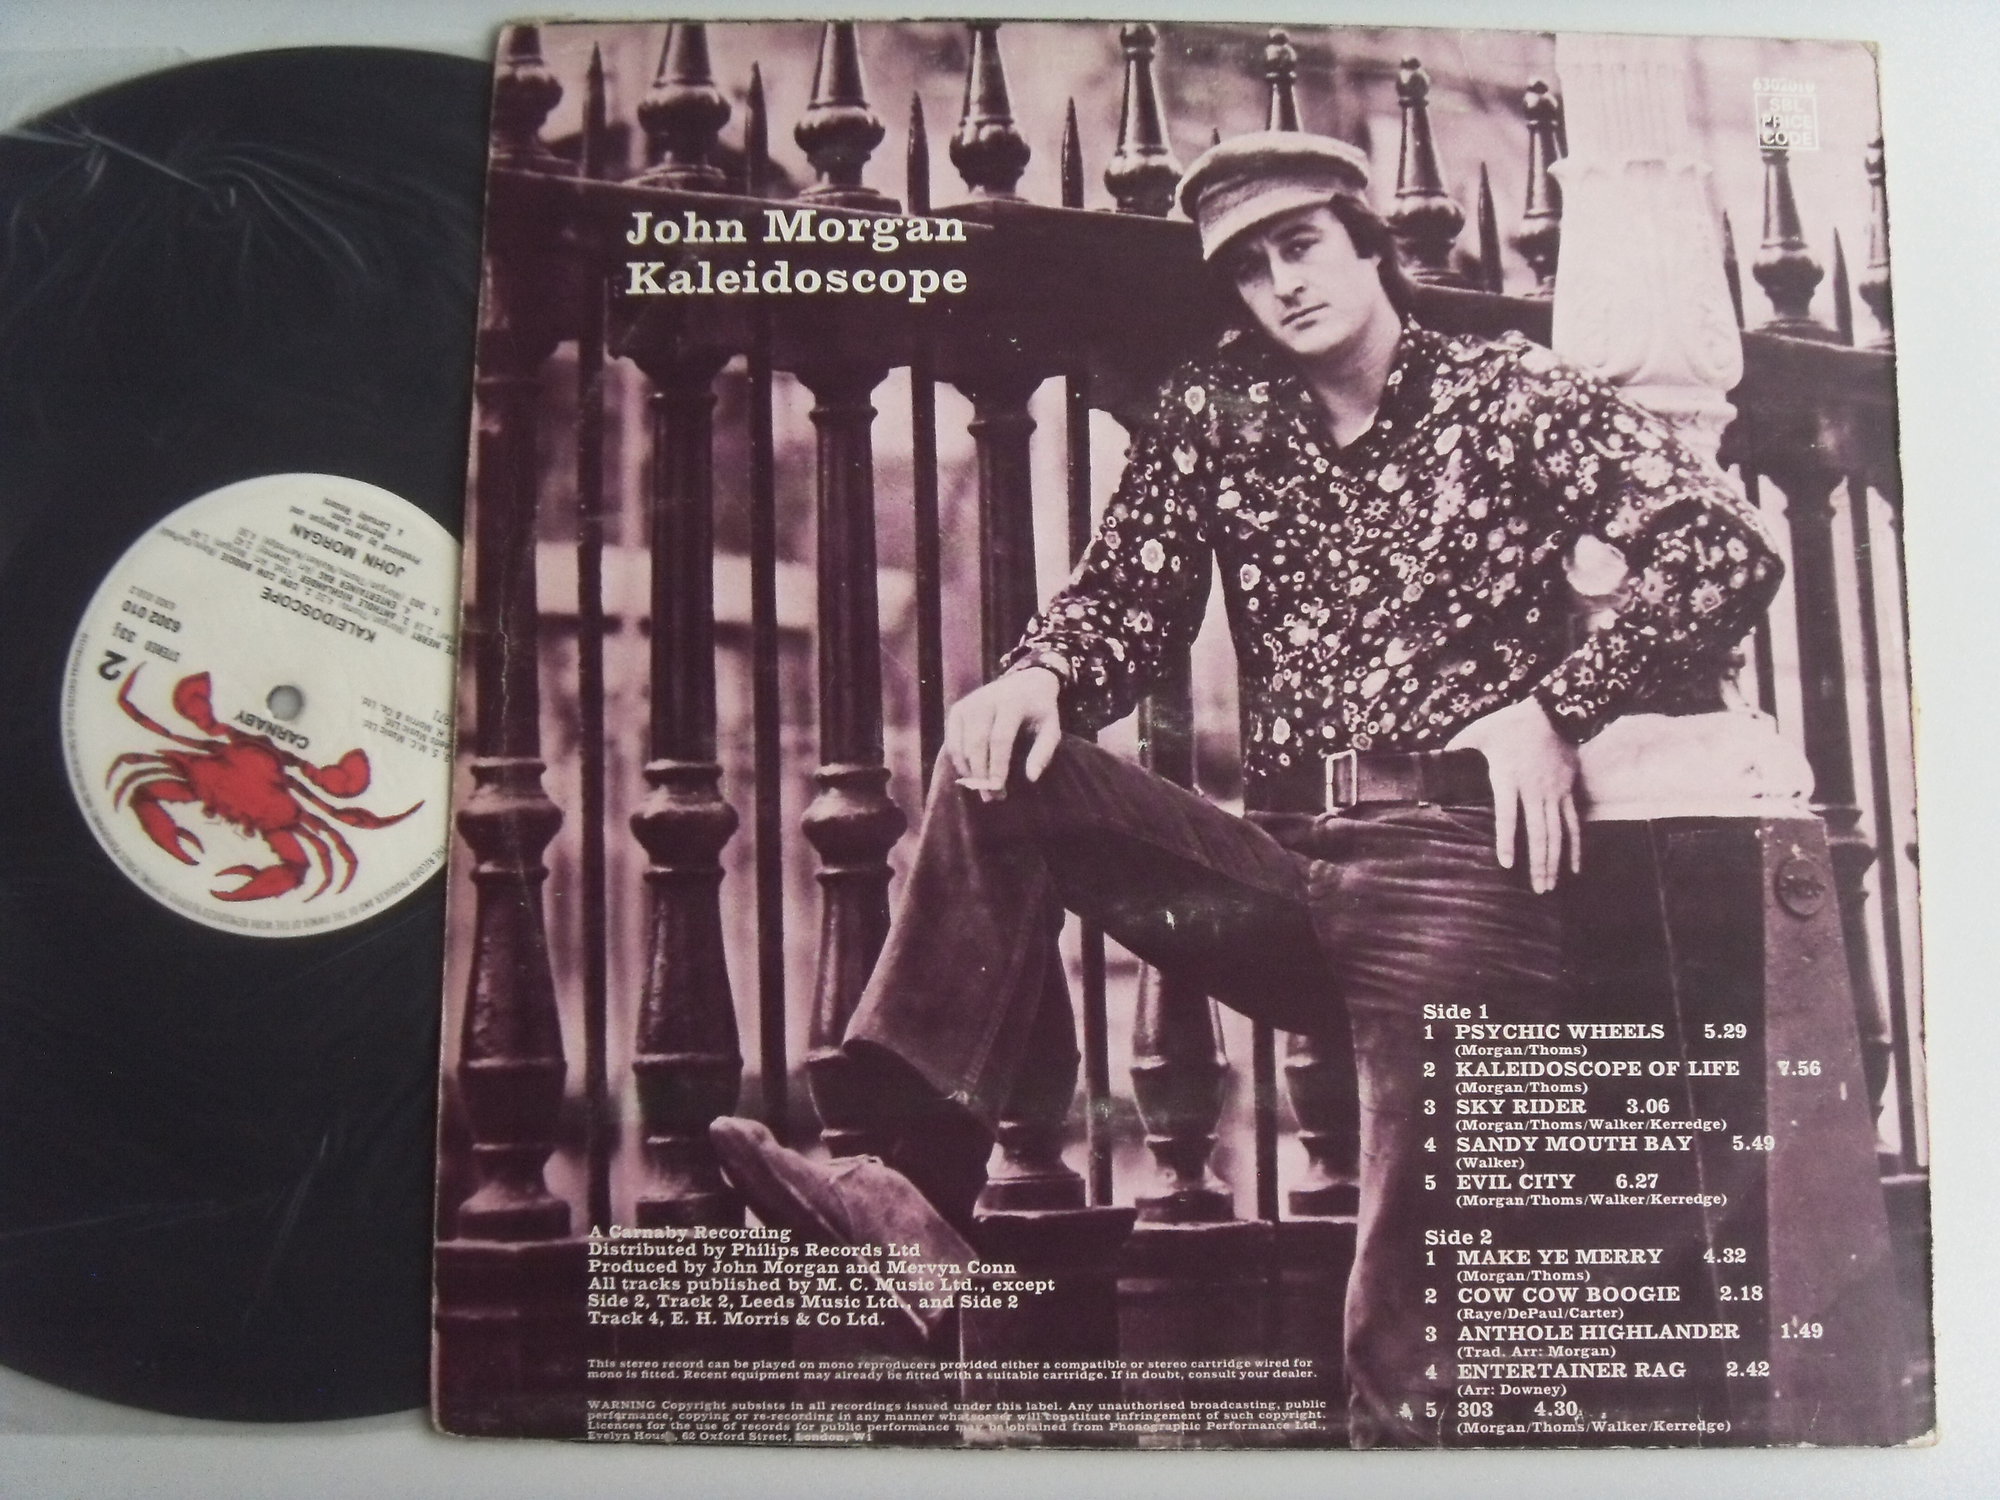 6302010
SBL
PRICE
CODE
John Morgan
Kaleidoscope
Side 1
1 PSYCHIC WHEELS 5.29
(Morgan/Thoms)
2 KALEIDOSCOPE OF LIFE 7.56
(Morgan/Thoms)
3 SKY RIDER 3.06
(Morgan/Thoms/Walker/Kerredge)
4 SANDY MOUTH BAY 5.49
(Walker)
5 EVIL CITY 6.27
(Morgan/Thoms/Walker/Kerredge)
Side 2
1 MAKE YE MERRY 4.32
(Morgan/Thoms)
2 COW COW BOOGIE 2.18
(Raye/DePaul/Carter)
3 ANTHOLE HIGHLANDER 1.49
(Trad. Arr: Morgan)
4 ENTERTAINER RAG 2.42
(Arr: Downey)
5 303 4.30
(Morgan/Thoms/Walker/Kerredge)
A Carnaby Recording
Distributed by Philips Records Ltd
Produced by John Morgan and Mervyn Conn
All tracks published by M. C. Music Ltd., except
Side 2, Track 2, Leeds Music Ltd., and Side 2
Track 4, E. H. Morris & Co Ltd.
This stereo record can be played on mono reproducers provided either a compatible or stereo cartridge wired for
mono is fitted. Recent equipment may already be fitted with a suitable cartridge. If in doubt, consult your dealer.
WARNING Copyright subsists in all recordings issued under this label. Any unauthorised broadcasting, public
performance, copying or re-recording in any manner whatsoever will constitute infringement of such copyright.
Licences for the use of records for public performance may be obtained from Phonographic Performance Ltd.,
Evelyn House, 62 Oxford Street, London, W1
CARNABY
2
STEREO 33⅓
6302 010
KALEIDOSCOPE
JOHN MORGAN